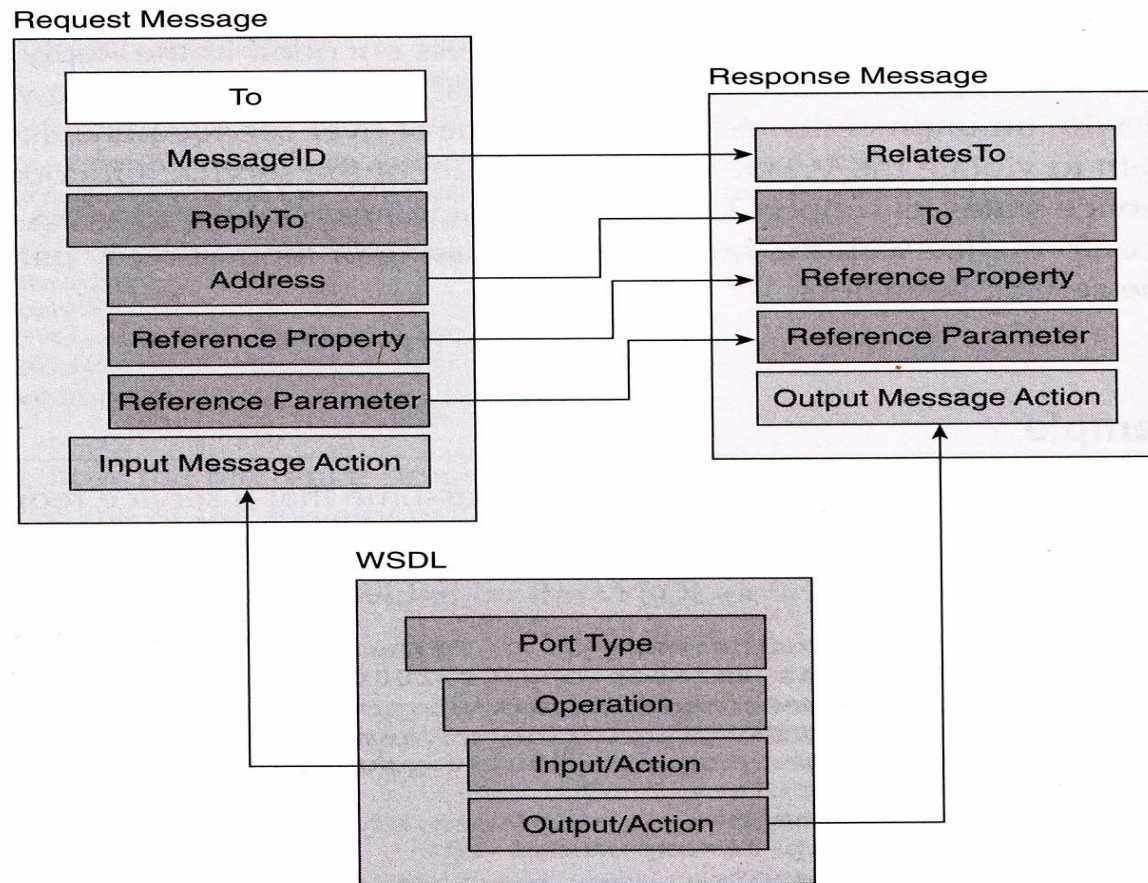 Request Message
To
MessageID
ReplyTo
Address
Reference Property
Reference Parameter
Input Message Action
Response Message
RelatesTo
To
Reference Property
Reference Parameter
Output Message Action
WSDL
Port Type
Operation
Input/Action
Output/Action